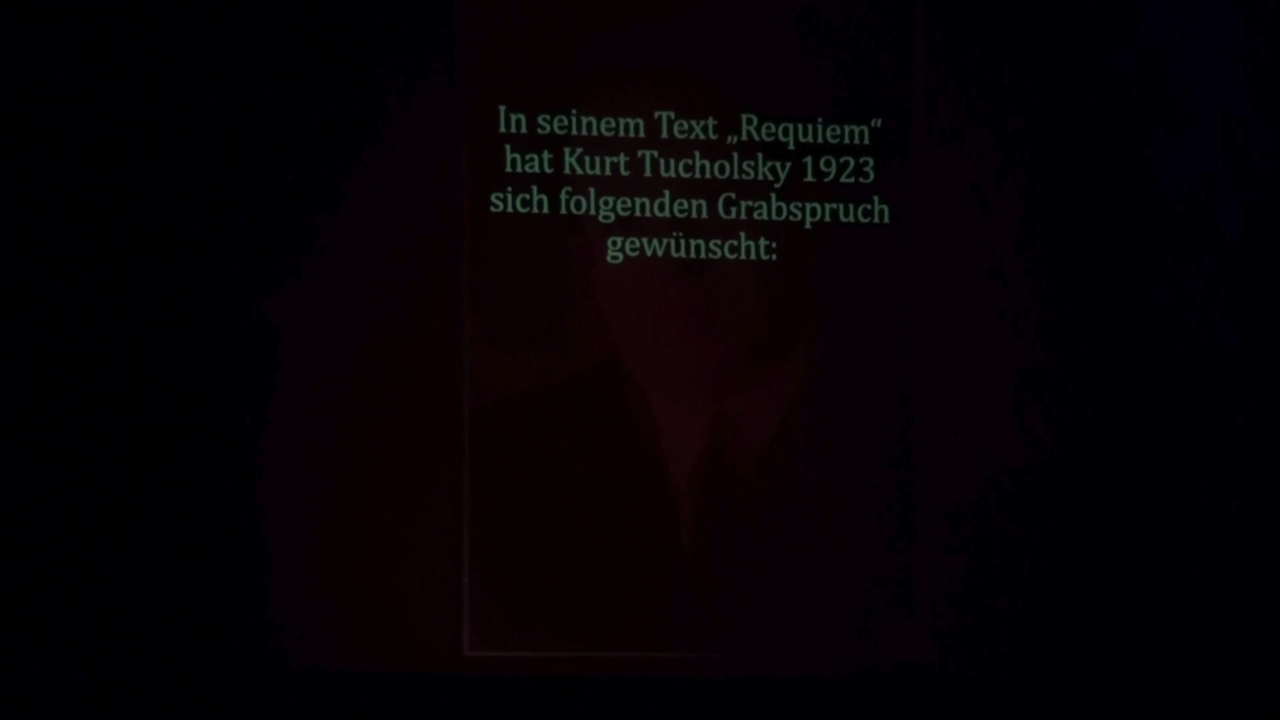 In seinem Text „Requiem“
hat Kurt Tucholsky 1923
sich folgenden Grabspruch
gewünscht: